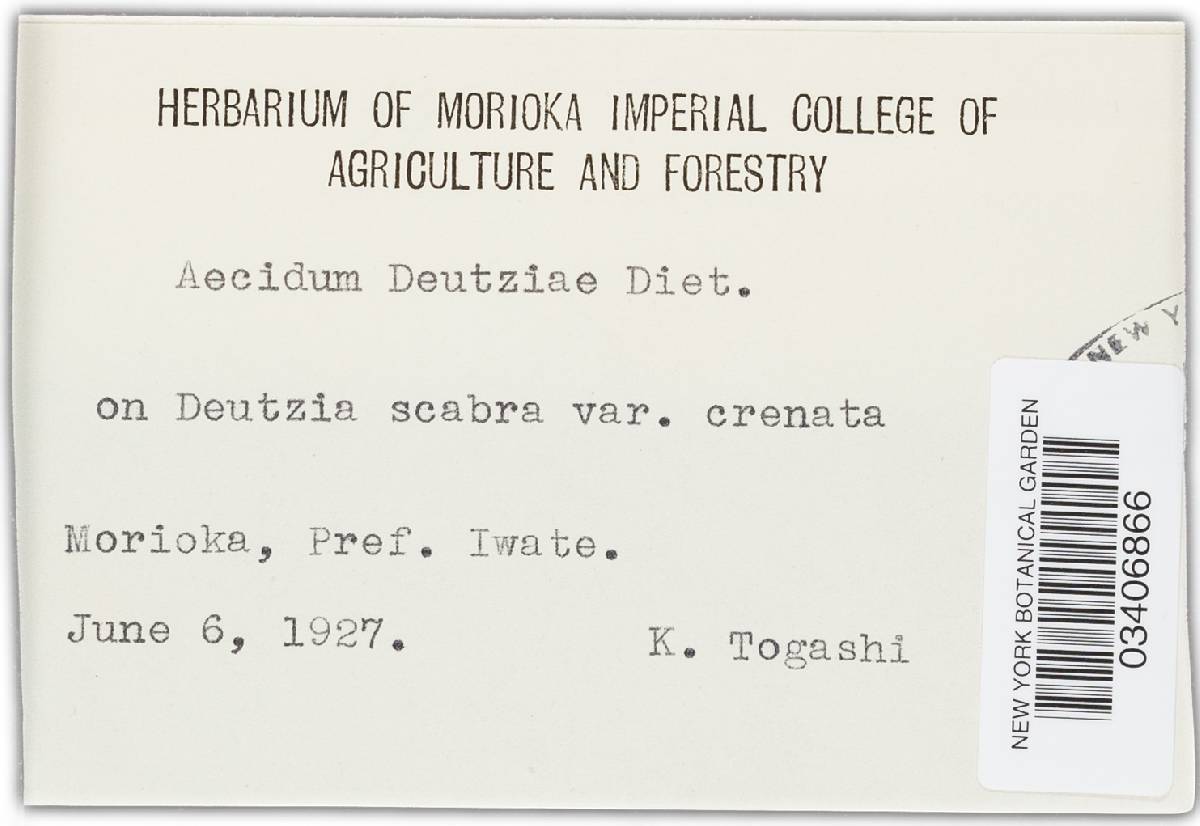 HERBARIUM OF MORIOKA IMPERIAL COLLEGE OF
AGRICULTURE AND FORESTRY
Aecidum Deutziae Diet.
on Deutzia scabra var. crenata
Morioka, Pref. Iwate.
June 6, 1927.
K. Togashi
NEW Y
NEW YORK BOTANICAL GARDEN
03406866